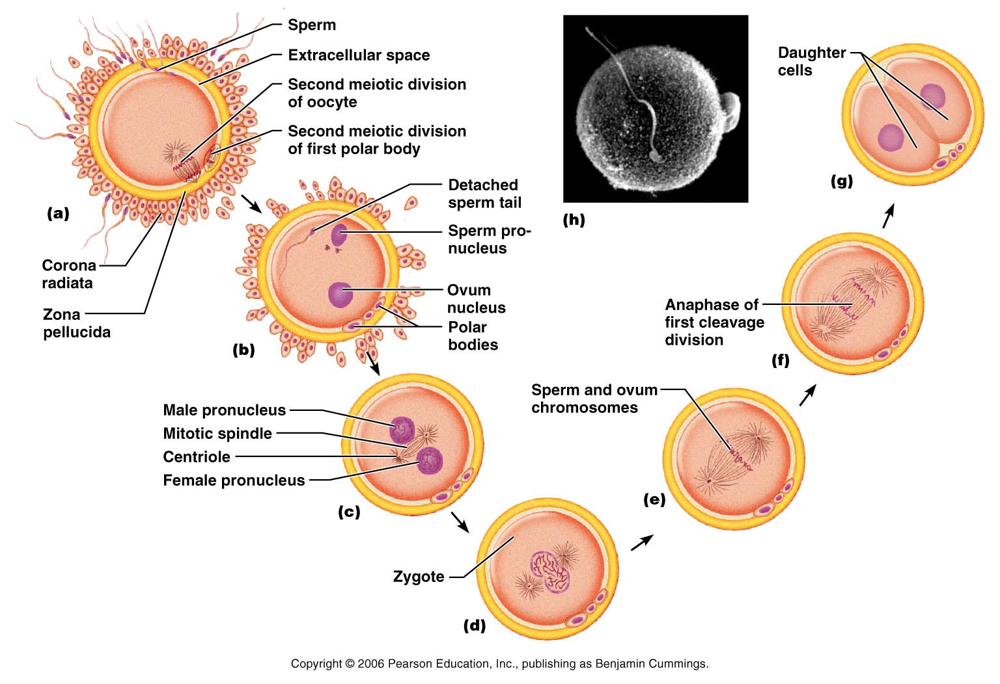 Sperm
Extracellular space
Second meiotic division
of oocyte
Second meiotic division
of first polar body
(a)
Corona
radiata
Zona
pellucida
Detached
sperm tail
Sperm pro-
nucleus
Ovum
nucleus
Polar
bodies
(b)
Male pronucleus
Mitotic spindle
Centriole
Female pronucleus
(c)
Zygote
(d)
Sperm and ovum
chromosomes
(e)
Anaphase of
first cleavage
division
(f)
Daughter
cells
(g)
(h)
Copyright © 2006 Pearson Education, Inc., publishing as Benjamin Cummings.